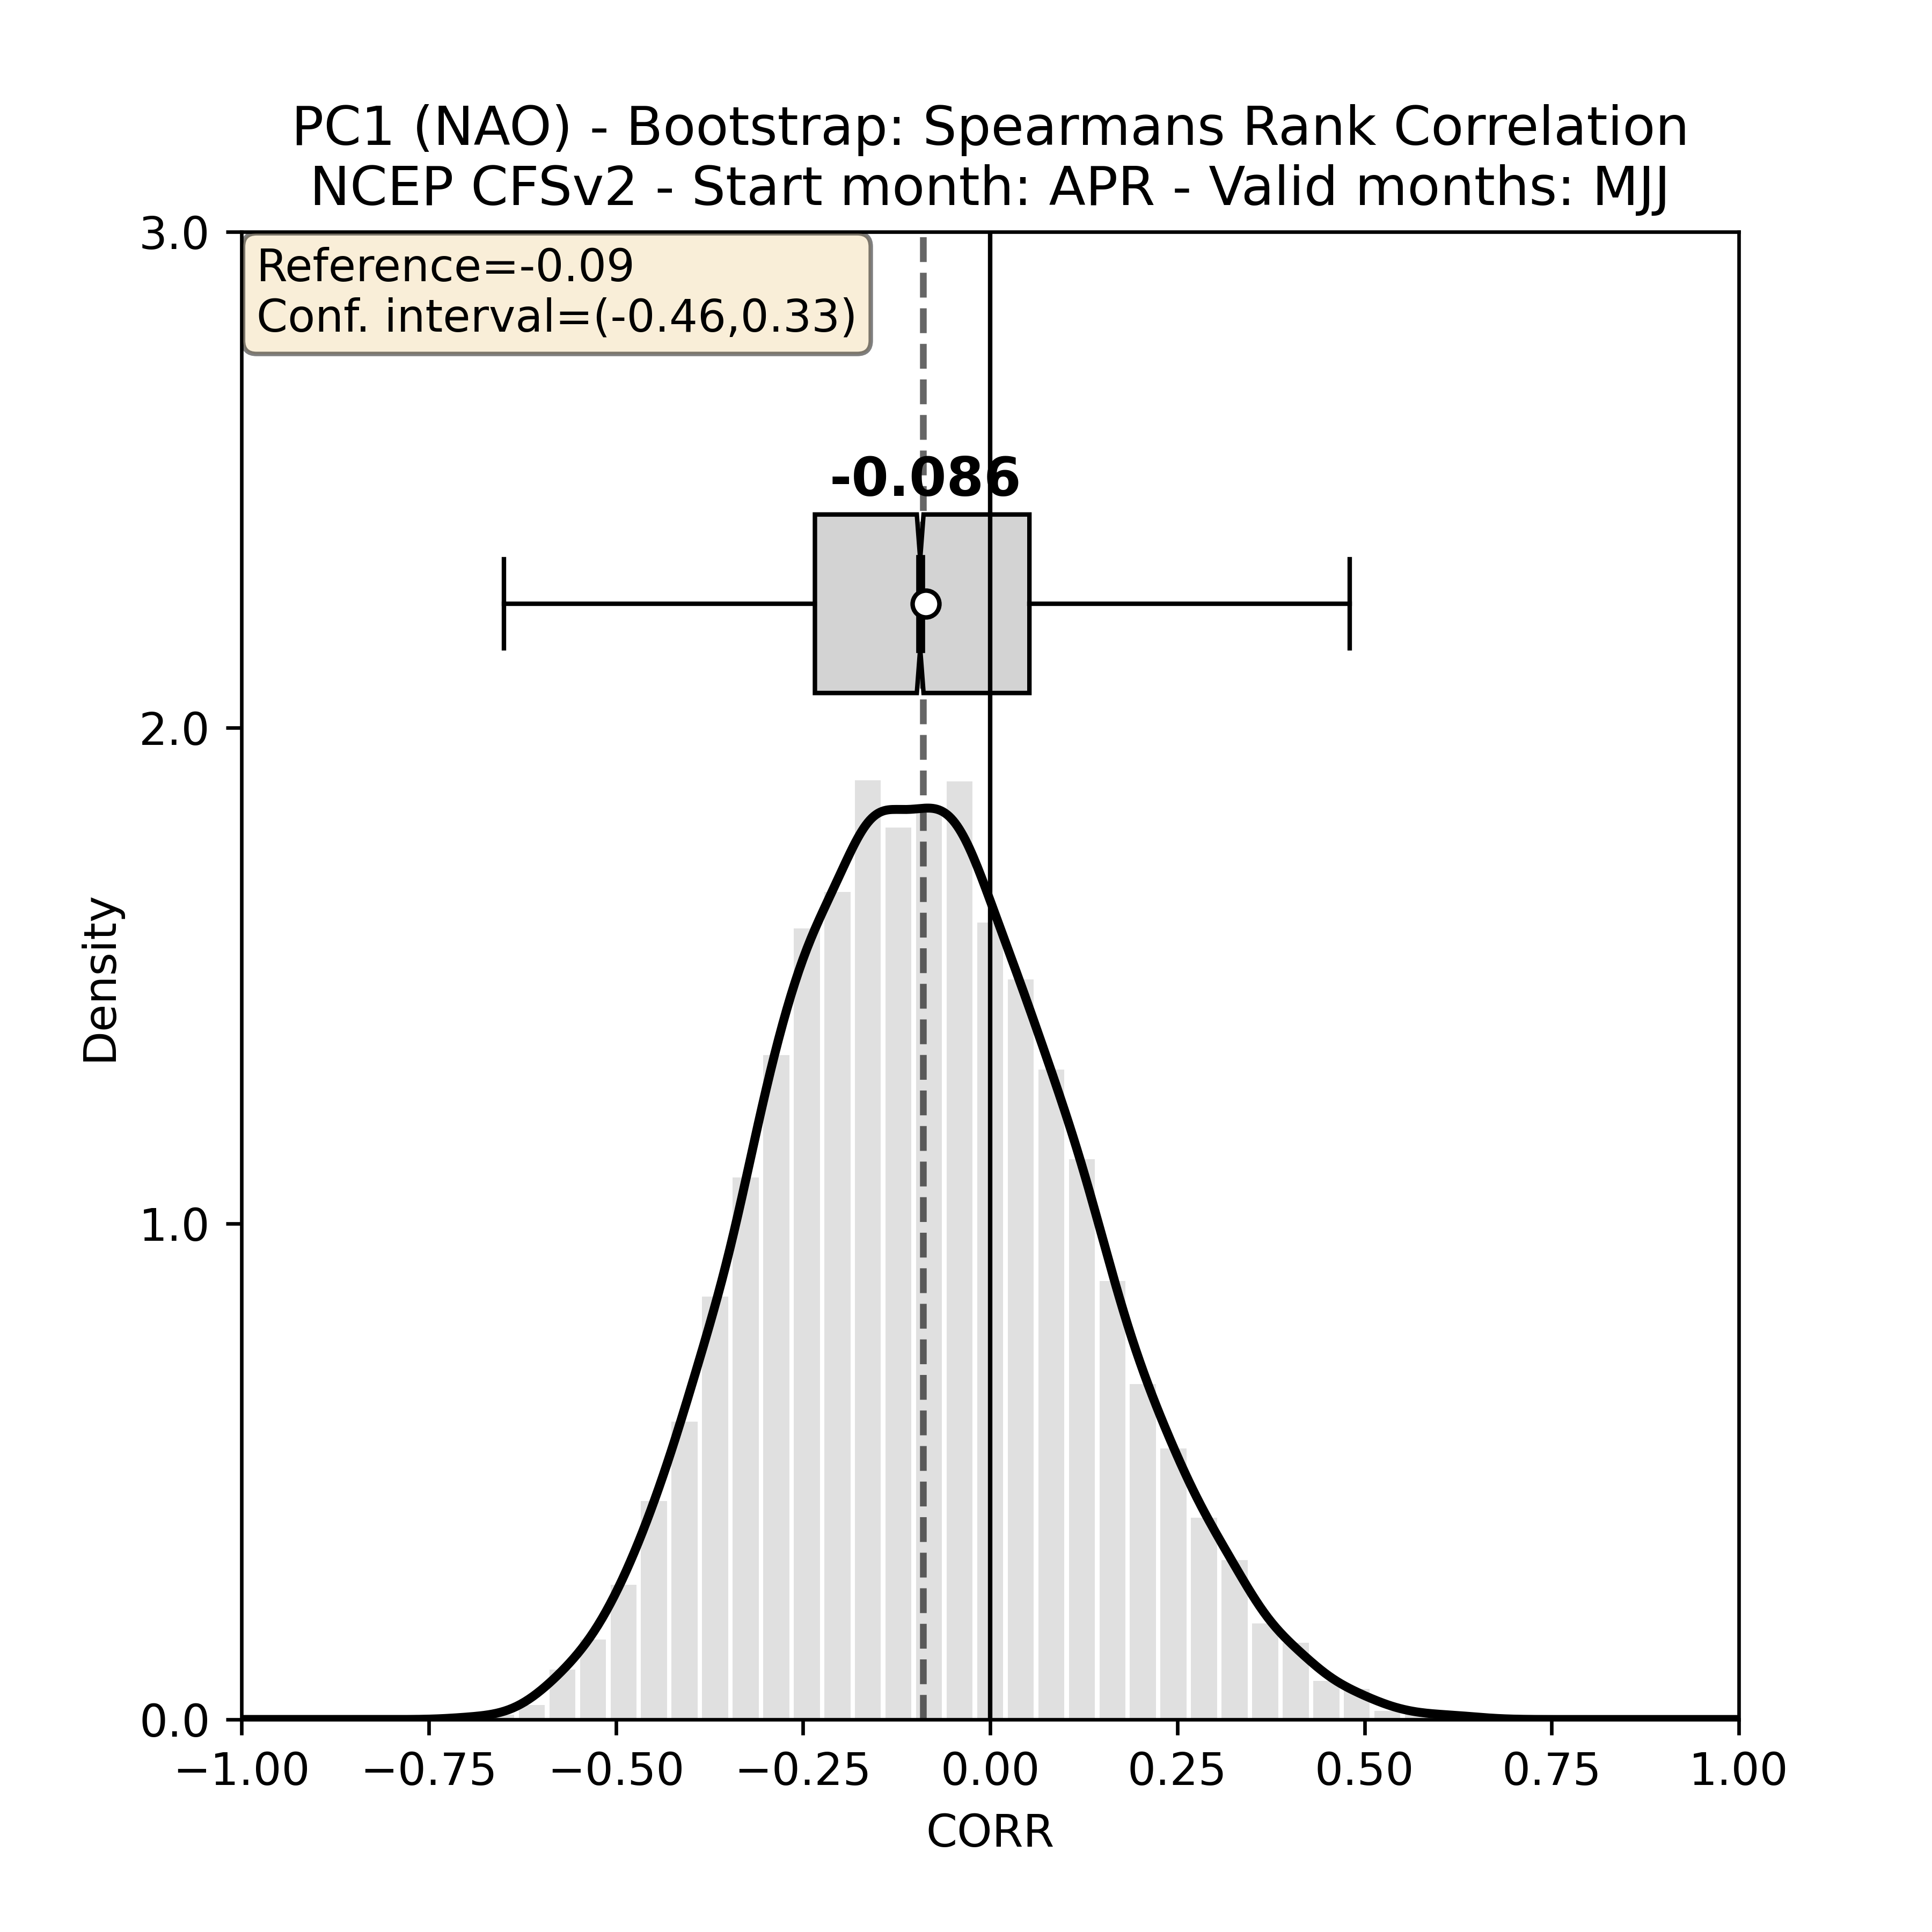 PC1 (NAO) - Bootstrap: Spearmans Rank Correlation
NCEP CFSv2 - Start month: APR - Valid months: MJJ
3.0
Reference=-0.09
Conf. interval=(-0.46,0.33)
-0.086
2.0
Density
1.0
0.0
−1.00 −0.75 −0.50 −0.25 0.00 0.25 0.50 0.75 1.00
CORR